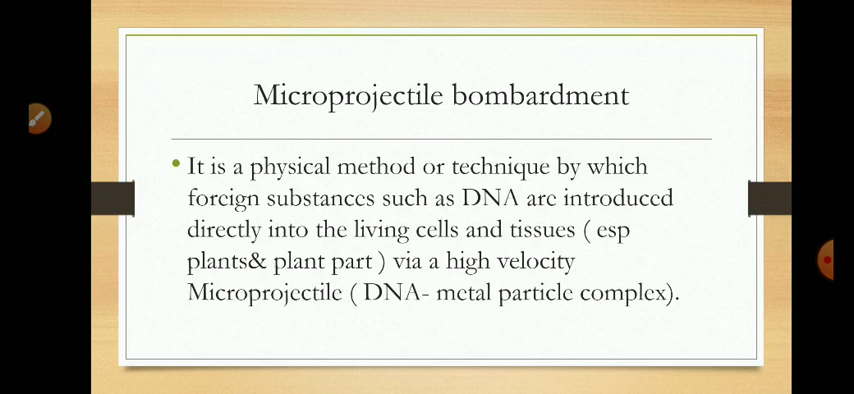 Microprojectile bombardment
• It is a physical method or technique by which
foreign substances such as DNA are introduced
directly into the living cells and tissues ( esp
plants& plant part ) via a high velocity
Microprojectile ( DNA- metal particle complex).